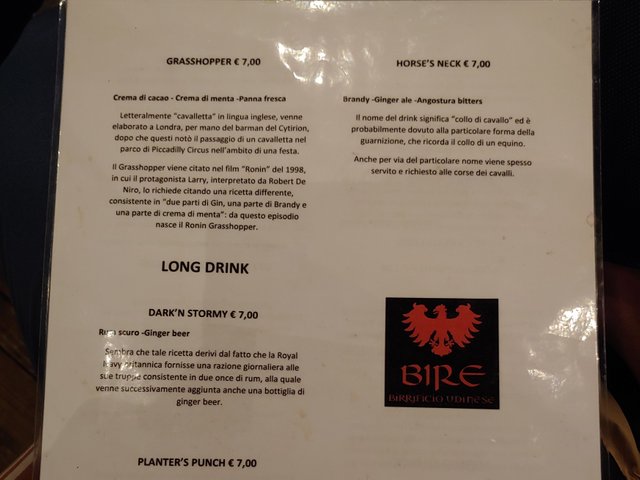 GRASSHOPPER € 7,00
Crema di cacao - Crema di menta -Panna fresca
Letteralmente "cavalletta" in lingua inglese, venne
elaborato a Londra, per mano del barman del Cytirion,
dopo che questi notò il passaggio di un cavalletta nel
parco di Piccadilly Circus nell'ambito di una festa.
Il Grasshopper viene citato nel film "Ronin" del 1998,
in cui il protagonista Larry, interpretato da Robert De
Niro, lo richiede citando una ricetta differente,
consistente in "due parti di Gin, una parte di Brandy e
una parte di crema di menta": da questo episodio
nasce il Ronin Grasshopper.
LONG DRINK
DARK'N STORMY € 7,00
Rum scuro -Ginger beer
Sembra che tale ricetta derivi dal fatto che la Royal
Navy britannica fornisse una razione giornaliera alle
sue truppe consistente in due once di rum, alla quale
venne successivamente aggiunta anche una bottiglia di
ginger beer.
PLANTER'S PUNCH € 7,00
HORSE'S NECK € 7,00
Brandy -Ginger ale -Angostura bitters
Il nome del drink significa "collo di cavallo" ed è
probabilmente dovuto alla particolare forma della
guarnizione, che ricorda il collo di un equino.
Anche per via del particolare nome viene spesso
servito e richiesto alle corse dei cavalli.
BIRE
BIRRIFICIO UDINESE